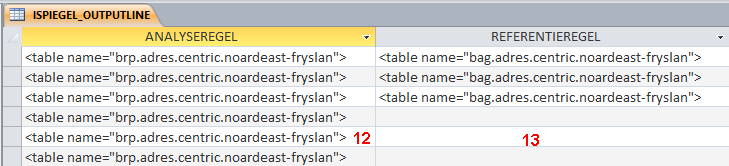 ISPIEGEL_OUTPUTLINE
ANALYSEREGEL REFERENTIEREGEL
<table name="brp.adres.centric.noardeast-fryslan"> <table name="bag.adres.centric.noardeast-fryslan">
<table name="brp.adres.centric.noardeast-fryslan"> <table name="bag.adres.centric.noardeast-fryslan">
<table name="brp.adres.centric.noardeast-fryslan"> <table name="bag.adres.centric.noardeast-fryslan">
<table name="brp.adres.centric.noardeast-fryslan">
<table name="brp.adres.centric.noardeast-fryslan"> 12 13
<table name="brp.adres.centric.noardeast-fryslan">